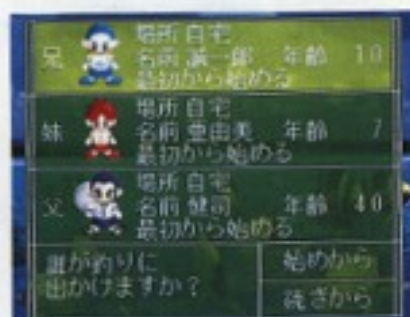 場所 自宅
兄 名前 誠一郎 年齢 10
最初から始める
場所 自宅
妹 名前 亜由美 年齢 7
最初から始める
場所 自宅
父 名前 健司 年齢 40
最初から始める
誰が釣りに
出かけますか?
始めから
続きから